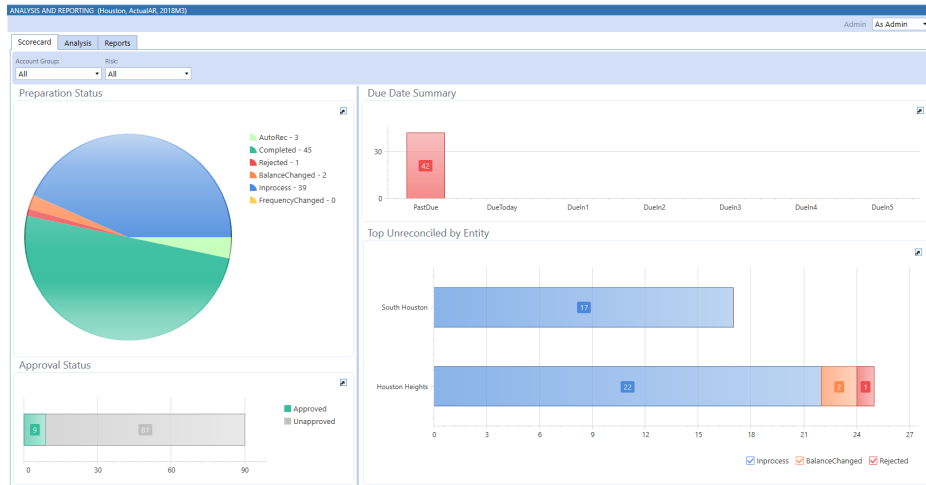 ANALYSIS AND REPORTING (Houston, ActualAR, 2018M3)
Admin As Admin
Scorecard Analysis Reports
Account Group: Risk:
All All
Preparation Status
AutoRec - 3
Completed - 45
Rejected - 1
BalanceChanged - 2
Inprocess - 39
FrequencyChanged - 0
Approval Status
9 81
Approved
Unapproved
0 30 60 90
Due Date Summary
30
42
0
PastDue DueToday DueIn1 DueIn2 DueIn3 DueIn4 DueIn5
Top Unreconciled by Entity
South Houston 17
Houston Heights 22 2 1
0 3 6 9 12 15 18 21 24 27
Inprocess BalanceChanged Rejected